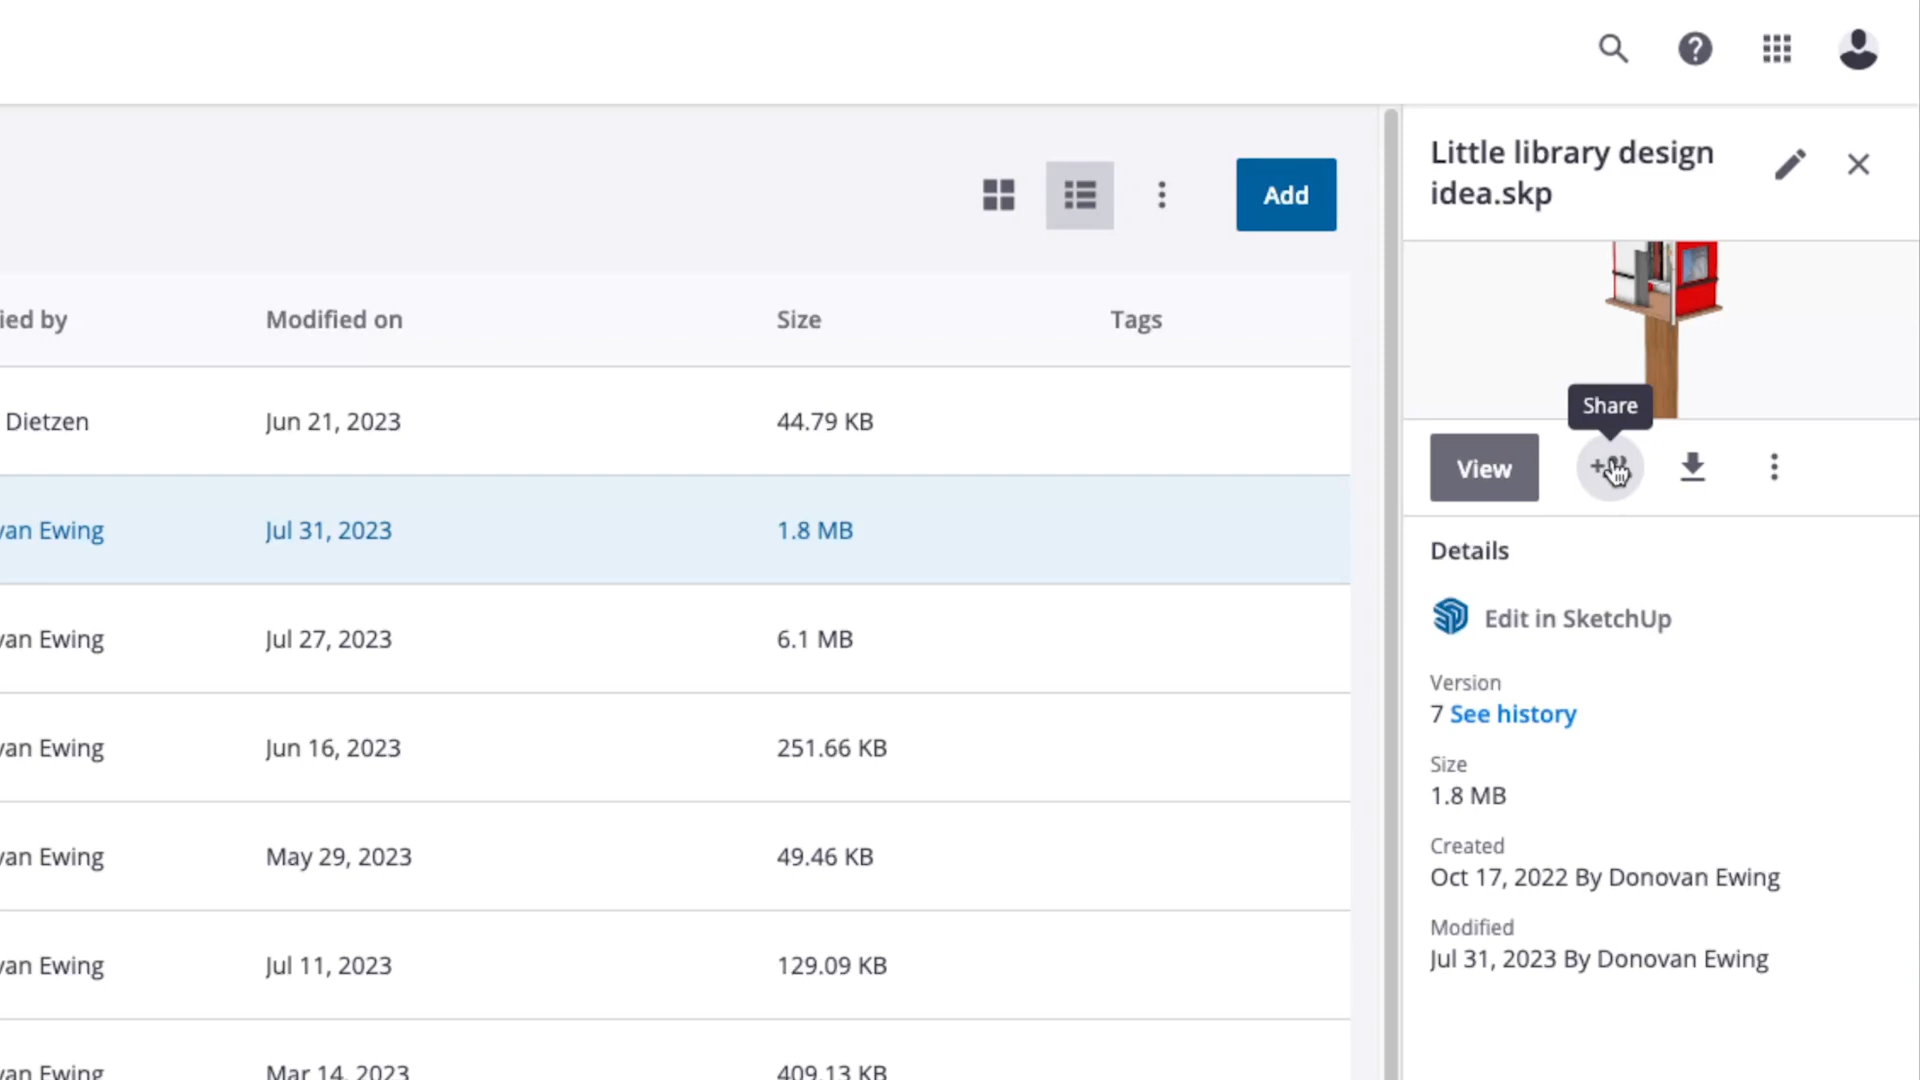 Add
Little library design
idea.skp
ied by Modified on Size Tags
Dietzen Jun 21, 2023 44.79 KB
van Ewing Jul 31, 2023 1.8 MB
van Ewing Jul 27, 2023 6.1 MB
van Ewing Jun 16, 2023 251.66 KB
van Ewing May 29, 2023 49.46 KB
van Ewing Jul 11, 2023 129.09 KB
van Ewing Mar 14, 2023 409.13 KB
Share
View
Details
Edit in SketchUp
Version
7 See history
Size
1.8 MB
Created
Oct 17, 2022 By Donovan Ewing
Modified
Jul 31, 2023 By Donovan Ewing